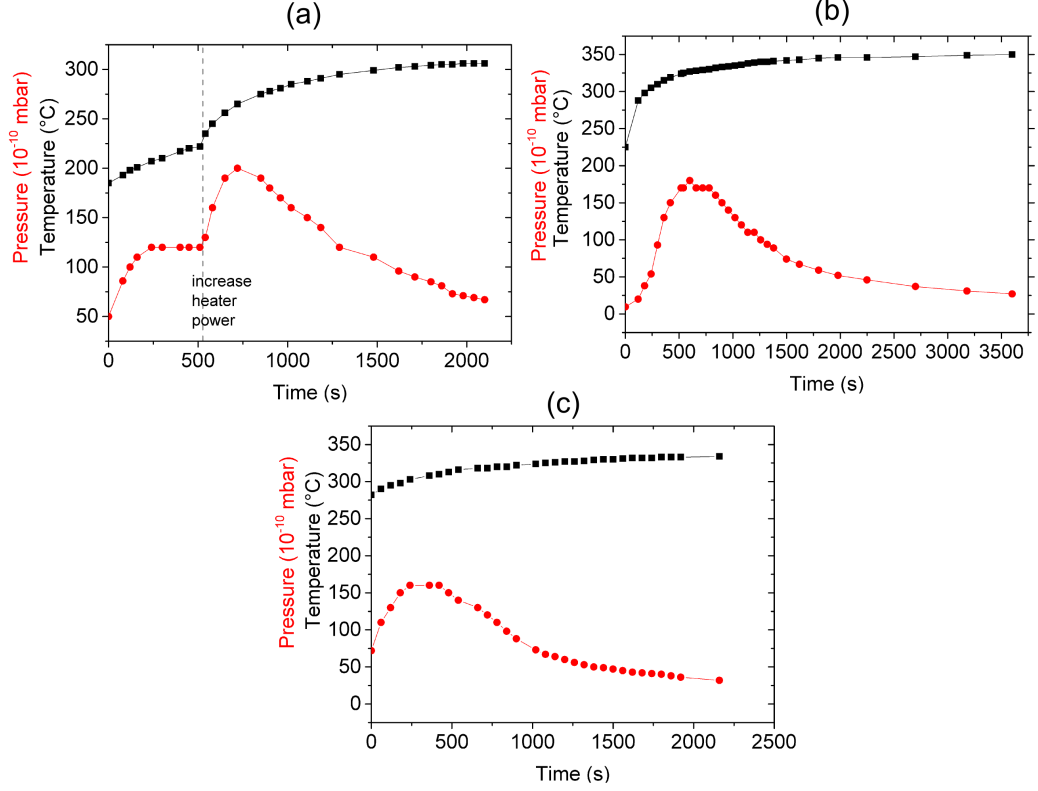 (a)
Pressure (10⁻¹⁰ mbar)
Temperature (°C)
300
250
200
150
100
50
increase
heater
power
0 500 1000 1500 2000
Time (s)
(b)
Pressure (10⁻¹⁰ mbar)
Temperature (°C)
350
300
250
200
150
100
50
0
0 500 1000 1500 2000 2500 3000 3500
Time (s)
(c)
Pressure (10⁻¹⁰ mbar)
Temperature (°C)
350
300
250
200
150
100
50
0
0 500 1000 1500 2000 2500
Time (s)